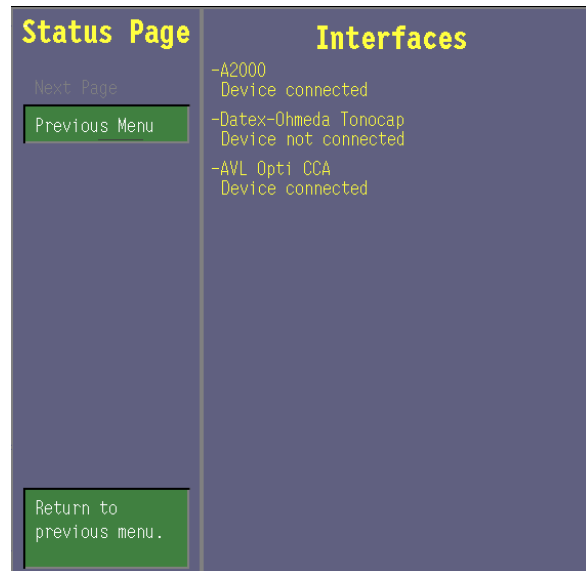 Status Page
Next Page
Previous Menu
Return to
previous menu.
Interfaces
-A2000
Device connected
-Datex-Ohmeda Tonocap
Device not connected
-AVL Opti CCA
Device connected